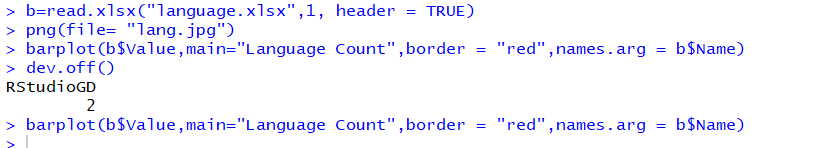 > b=read.xlsx("language.xlsx",1, header = TRUE)
> png(file= "lang.jpg")
> barplot(b$Value,main="Language Count",border = "red",names.arg = b$Name)
> dev.off()
RStudioGD
        2
> barplot(b$Value,main="Language Count",border = "red",names.arg = b$Name)
>